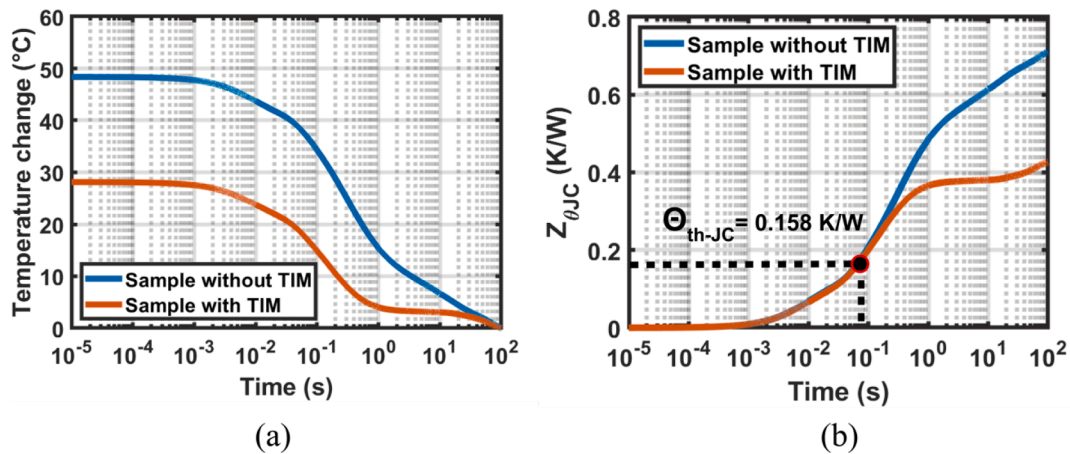 Temperature change (°C)
60
50
40
30
20
10
0
Sample without TIM
Sample with TIM
10^-5 10^-4 10^-3 10^-2 10^-1 10^0 10^1 10^2
Time (s)
(a)
Z_θJC (K/W)
0.8
0.6
0.4
0.2
0
Sample without TIM
Sample with TIM
Θ_th-JC = 0.158 K/W
10^-5 10^-4 10^-3 10^-2 10^-1 10^0 10^1 10^2
Time (s)
(b)